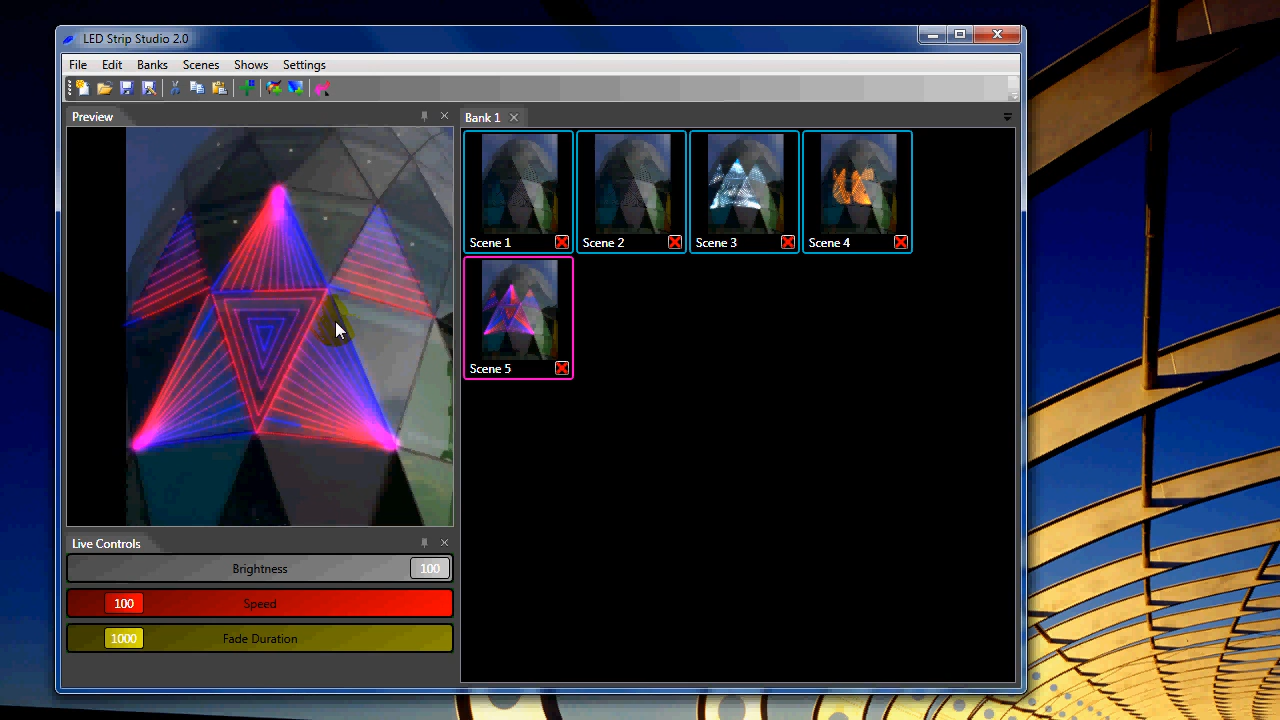 LED Strip Studio 2.0
File Edit Banks Scenes Shows Settings
Preview
Bank 1
Scene 1
Scene 2
Scene 3
Scene 4
Scene 5
Live Controls
Brightness 100
100 Speed
1000 Fade Duration